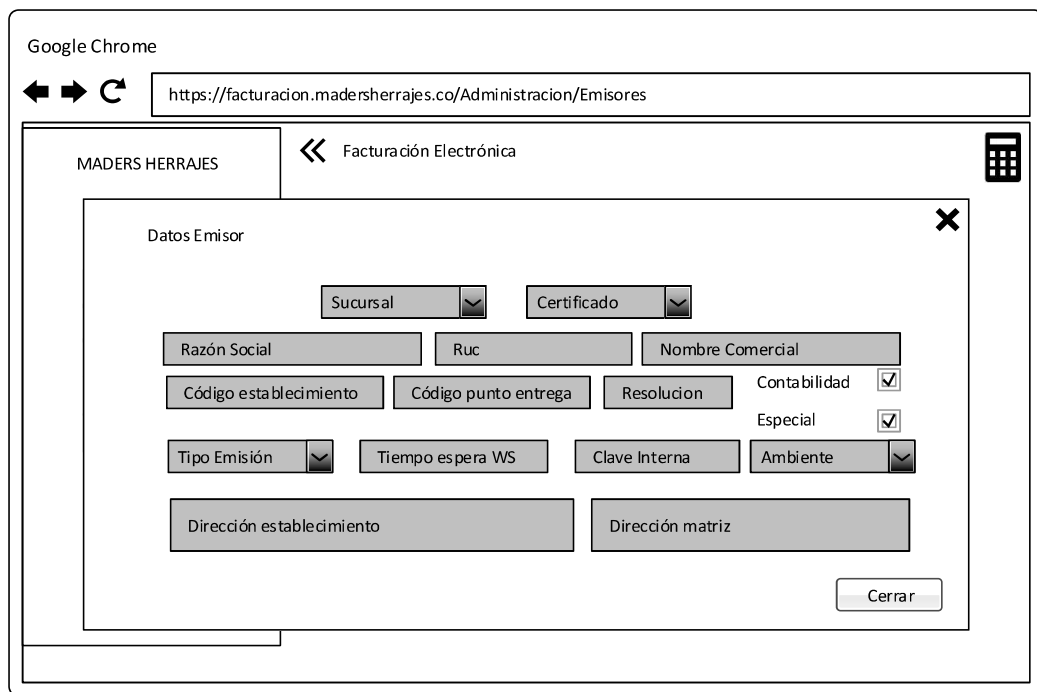 Google Chrome
https://facturacion.madersherrajes.co/Administracion/Emisores
MADERS HERRAJES
Facturación Electrónica
Datos Emisor
Sucursal
Certificado
Razón Social
Ruc
Nombre Comercial
Código establecimiento
Código punto entrega
Resolucion
Contabilidad
Especial
Tipo Emisión
Tiempo espera WS
Clave Interna
Ambiente
Dirección establecimiento
Dirección matriz
Cerrar